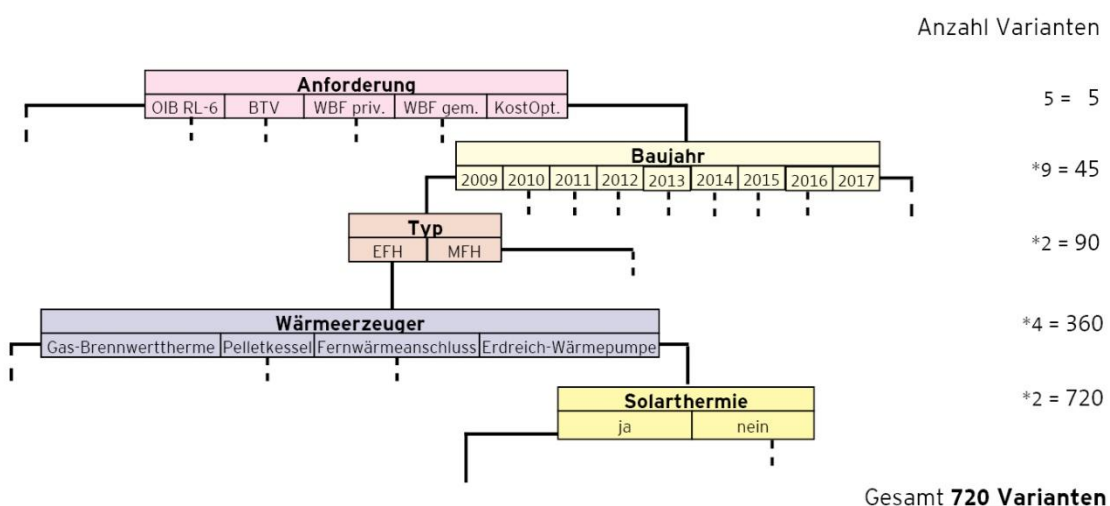 Anzahl Varianten
Anforderung
OIB RL-6 BTV WBF priv. WBF gem. KostOpt.
5 = 5
Baujahr
2009 2010 2011 2012 2013 2014 2015 2016 2017
*9 = 45
Typ
EFH MFH
*2 = 90
Wärmeerzeuger
Gas-Brennwerttherme Pelletkessel Fernwärmeanschluss Erdreich-Wärmepumpe
*4 = 360
Solarthermie
ja nein
*2 = 720
Gesamt 720 Varianten